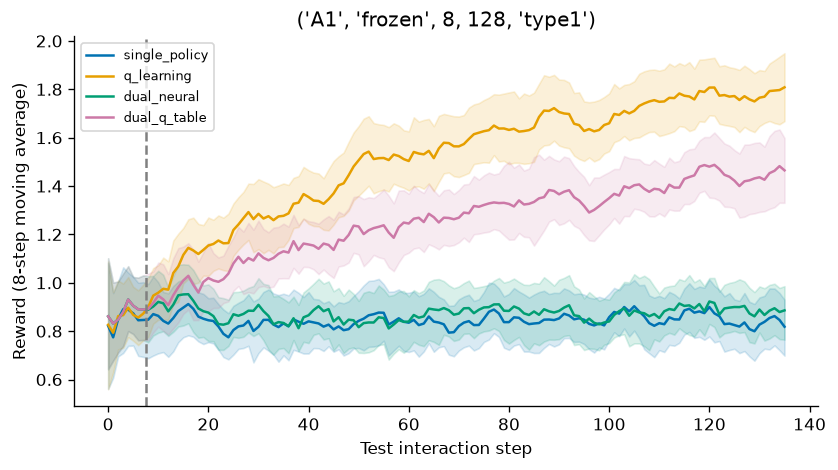 ('A1', 'frozen', 8, 128, 'type1')
Reward (8-step moving average)
2.0
1.8
1.6
1.4
1.2
1.0
0.8
0.6
single_policy
q_learning
dual_neural
dual_q_table
0 20 40 60 80 100 120 140
Test interaction step